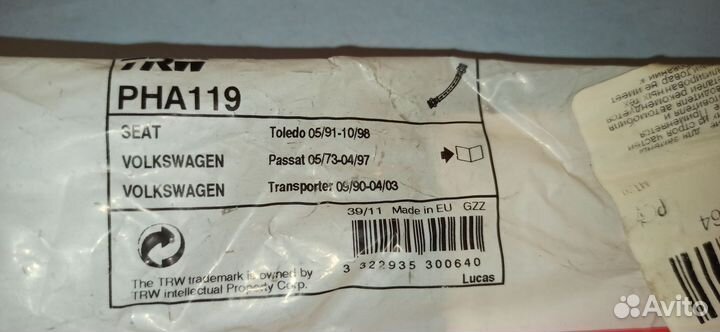 TRW
PHA119
SEAT Toledo 05/91-10/98
VOLKSWAGEN Passat 05/73-04/97
VOLKSWAGEN Transporter 09/90-04/03
39/11 Made in EU GZZ
3 322935 300640
The TRW trademark is owned by
TRW intellectual Property Corp.
Lucas
64
Avito